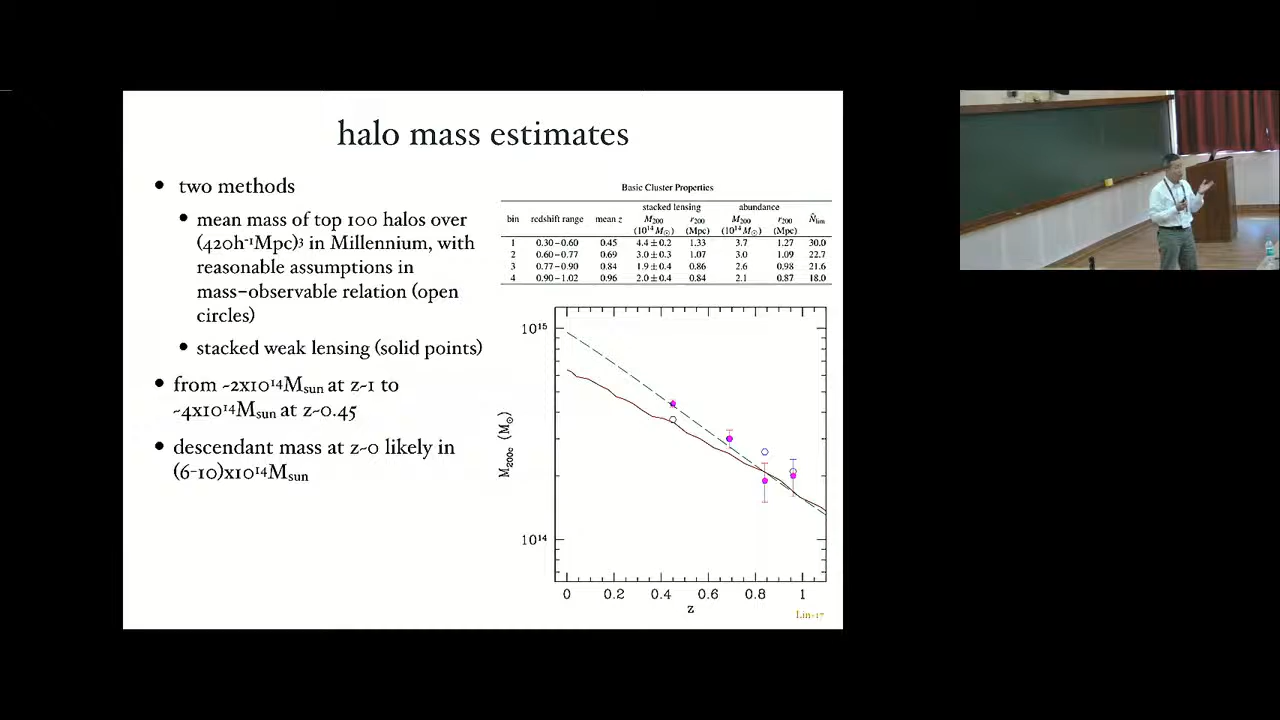 halo mass estimates
• two methods
• mean mass of top 100 halos over
(420h⁻¹Mpc)³ in Millennium, with
reasonable assumptions in
mass–observable relation (open
circles)
• stacked weak lensing (solid points)
• from ~2x10¹⁴Msun at z~1 to
~4x10¹⁴Msun at z~0.45
• descendant mass at z~0 likely in
(6-10)x10¹⁴Msun
Basic Cluster Properties
stacked lensing abundance
bin redshift range mean z M₂₀₀ r₂₀₀ M₂₀₀ r₂₀₀ N̂lim
(10¹⁴ M⊙) (Mpc) (10¹⁴ M⊙) (Mpc)
1 0.30–0.60 0.45 4.4 ± 0.2 1.33 3.7 1.27 30.0
2 0.60–0.77 0.69 3.0 ± 0.3 1.07 3.0 1.09 22.7
3 0.77–0.90 0.84 1.9 ± 0.4 0.86 2.6 0.98 21.6
4 0.90–1.02 0.96 2.0 ± 0.4 0.84 2.1 0.87 18.0
10¹⁵
M₂₀₀c (M⊙)
10¹⁴
0 0.2 0.4 0.6 0.8 1
z
Lin+17